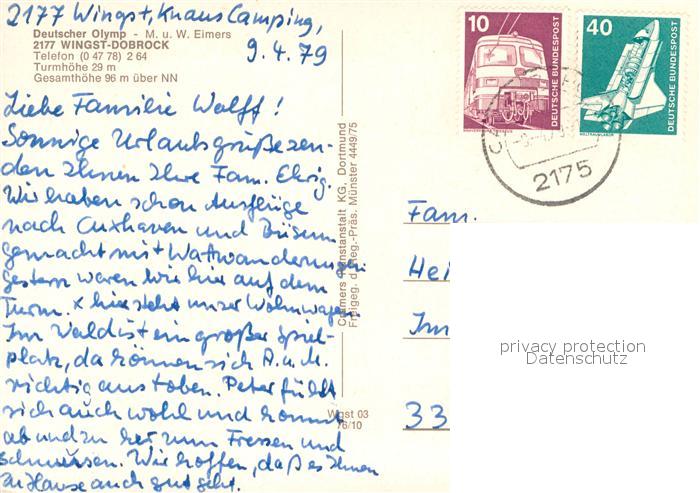 2177 Wingst, Knaus Camping,
9.4.79
Deutscher Olymp - M. u. W. Eimers
2177 WINGST-DOBROCK
Telefon (0 47 78) 2 64
Turmhöhe 29 m
Gesamthöhe 96 m über NN
Liebe Familie Wolff!
Sonnige Urlaubsgrüße sen-
den Ihnen Ihre Fam. Ehrig.
Wir haben schon Ausflüge
nach Cuxhaven und Büsum
gemacht mit Wattwanderungen
gestern waren wir hier auf dem
Turm. x hier steht unser Wohnwagen
Im Wald ist ein großer Spiel-
platz, da können sich A. u. M.
richtig austoben. Peter fühlt
sich auch wohl und kommt
ab und zu her zum Fressen und
schmusen. Wir hoffen, daß es Ihnen
zu Hause auch gut geht.
Cramers Kunstanstalt KG. Dortmund
Freigeg. d. Reg.-Präs. Münster 4449/75
Wgst 03
76/10
10
DEUTSCHE BUNDESPOST
40
DEUTSCHE BUNDESPOST
WELTRAUMLABOR
2175
Fam.
Hei
Im
33
privacy protection
Datenschutz